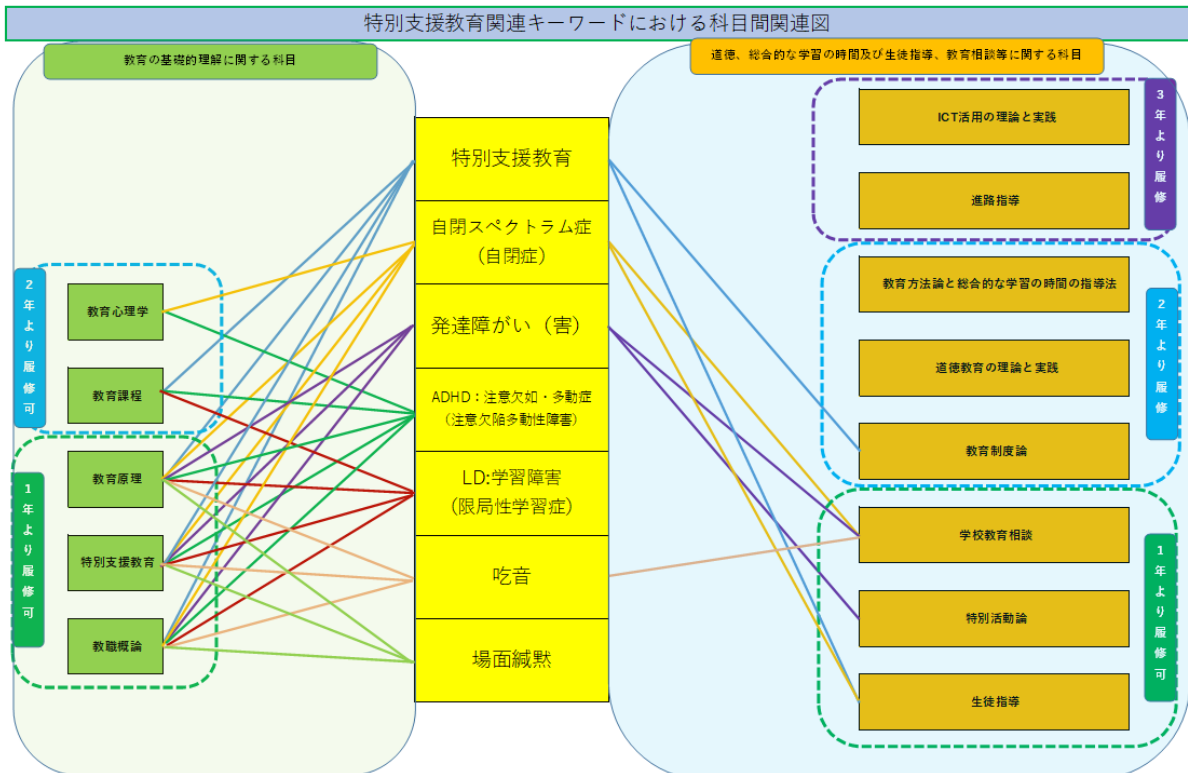 特別支援教育関連キーワードにおける科目間関連図
教育の基礎的理解に関する科目
2年より履修可
教育心理学
教育課程
1年より履修可
教育原理
特別支援教育
教職概論
特別支援教育
自閉スペクトラム症
(自閉症)
発達障がい（害）
ADHD：注意欠如・多動症
（注意欠陥多動性障害）
LD:学習障害
(限局性学習症)
吃音
場面緘黙
道徳、総合的な学習の時間及び生徒指導、教育相談等に関する科目
3年より履修
ICT活用の理論と実践
進路指導
2年より履修
教育方法論と総合的な学習の時間の指導法
道徳教育の理論と実践
教育制度論
1年より履修可
学校教育相談
特別活動論
生徒指導